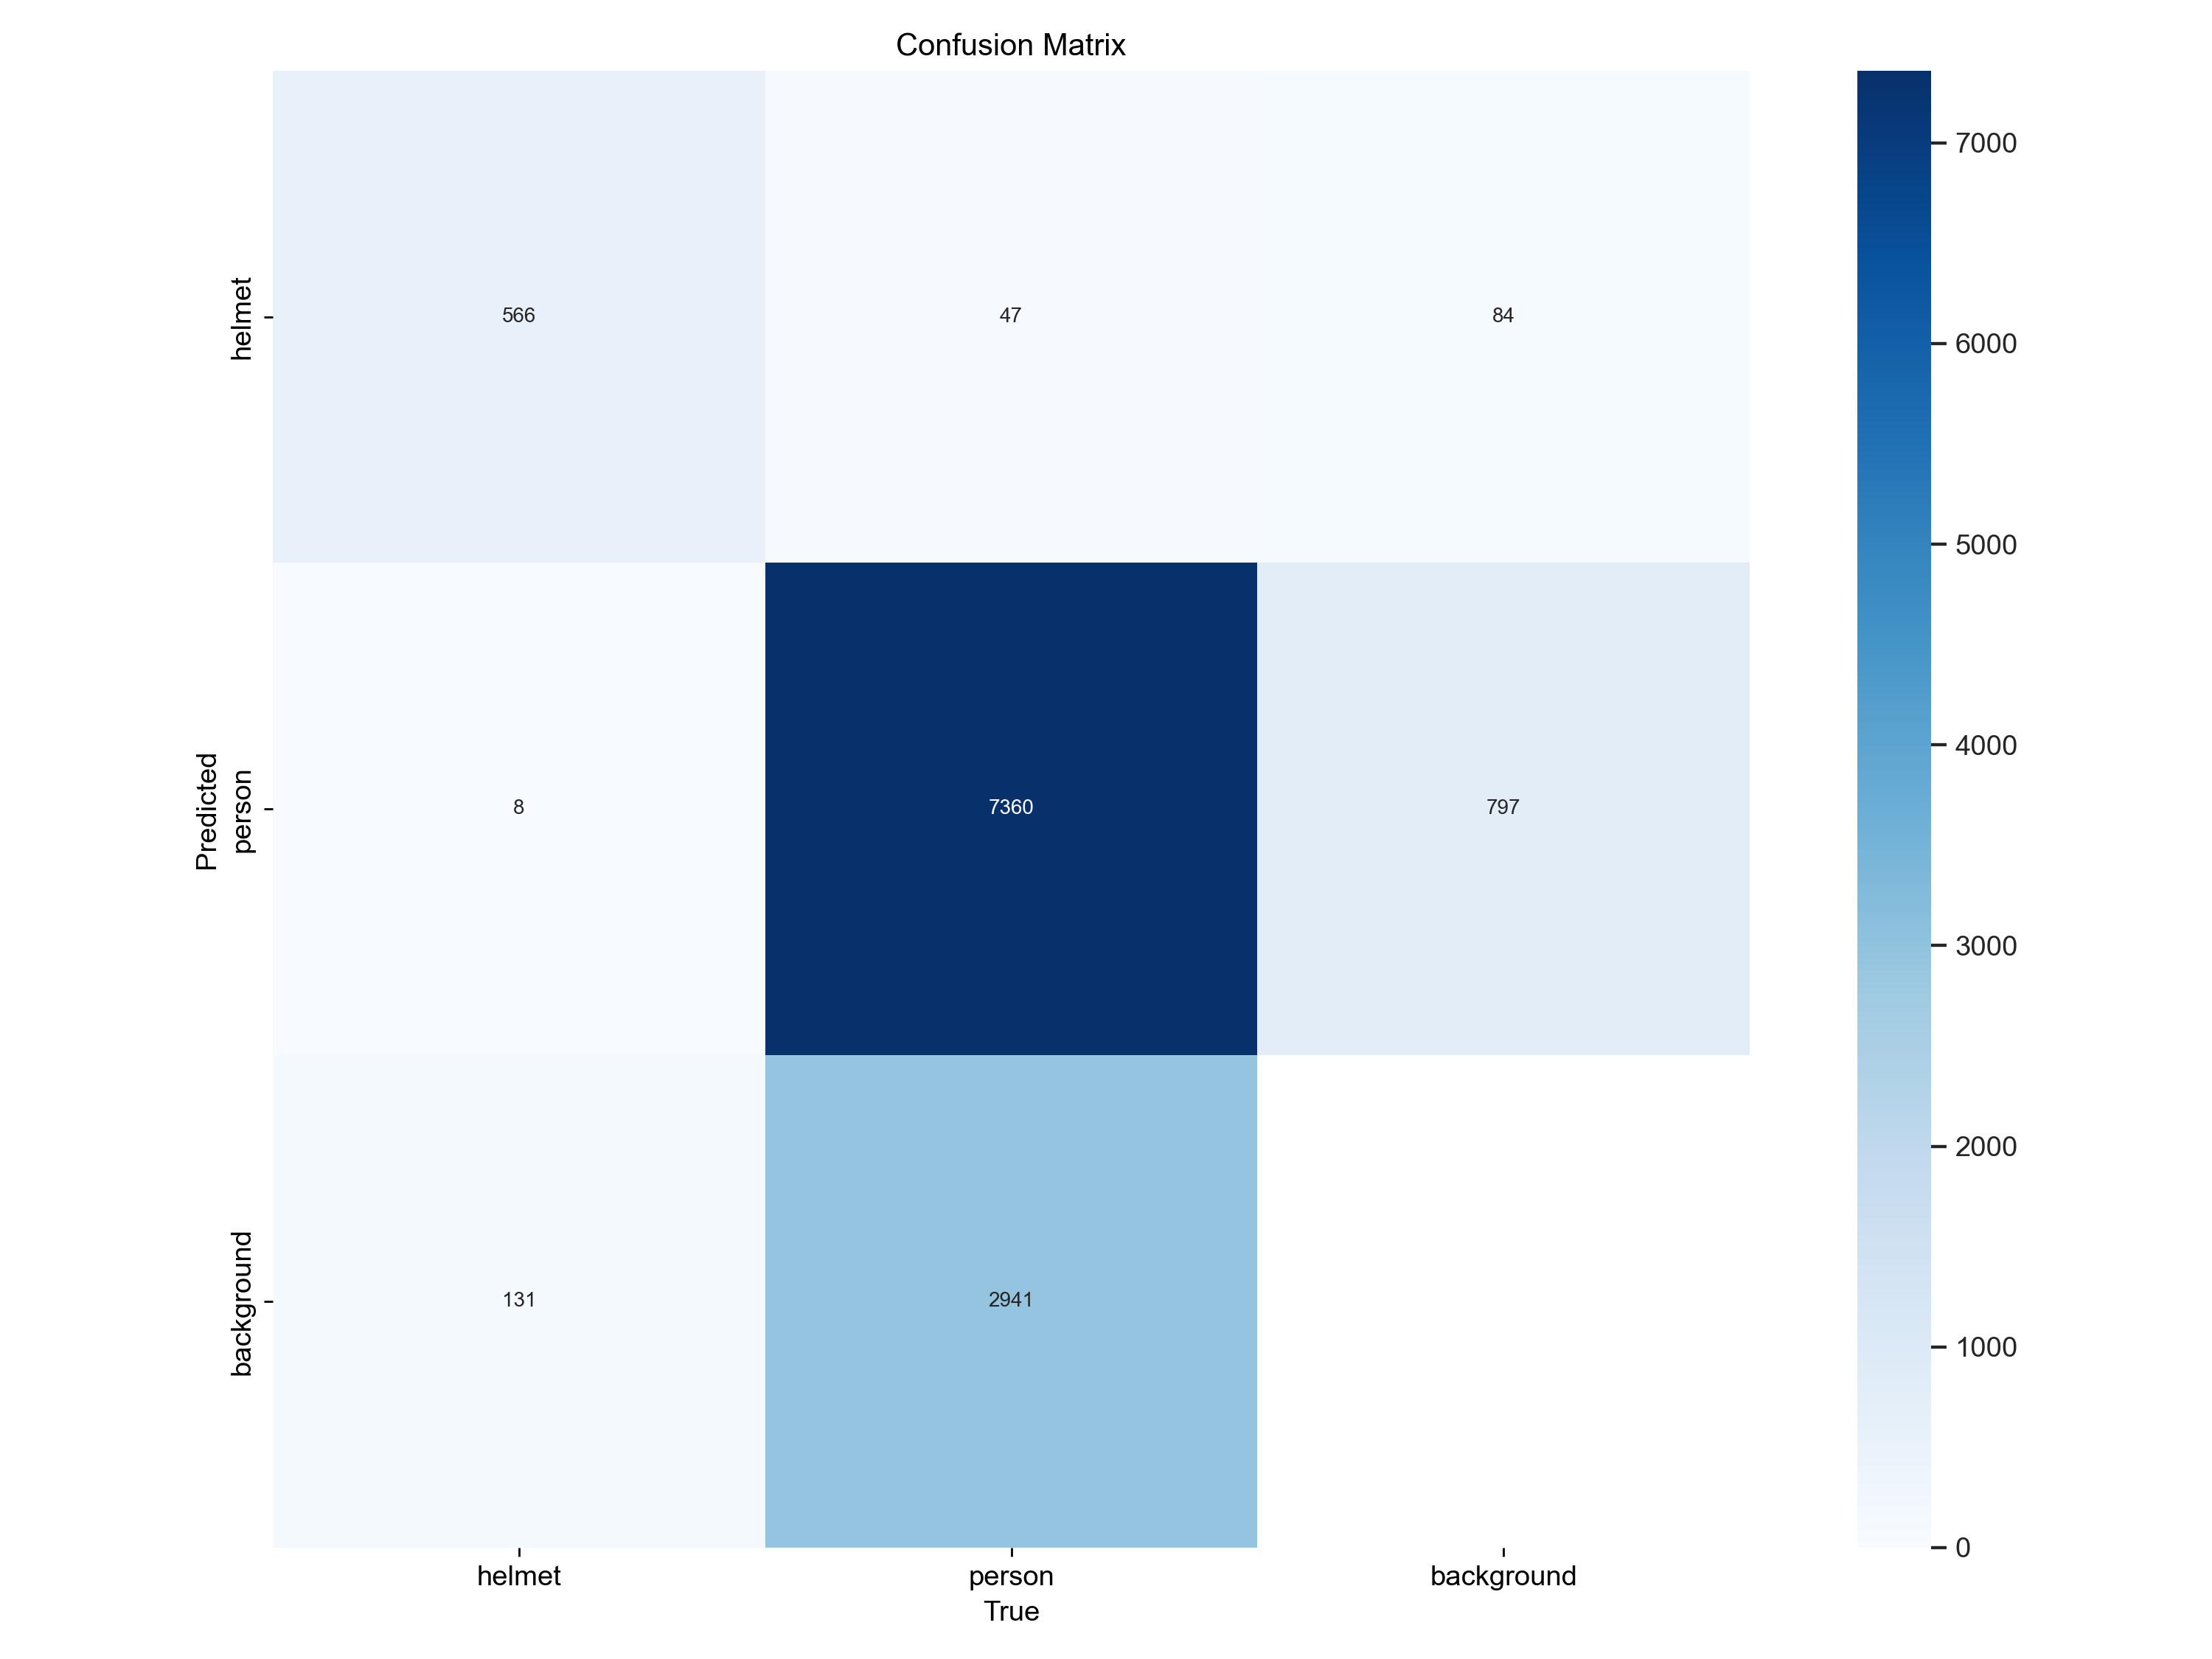 Confusion Matrix
helmet
566
47
84
7000
6000
5000
4000
3000
2000
1000
0
Predicted
person
8
7360
797
background
131
2941
helmet
person
background
True